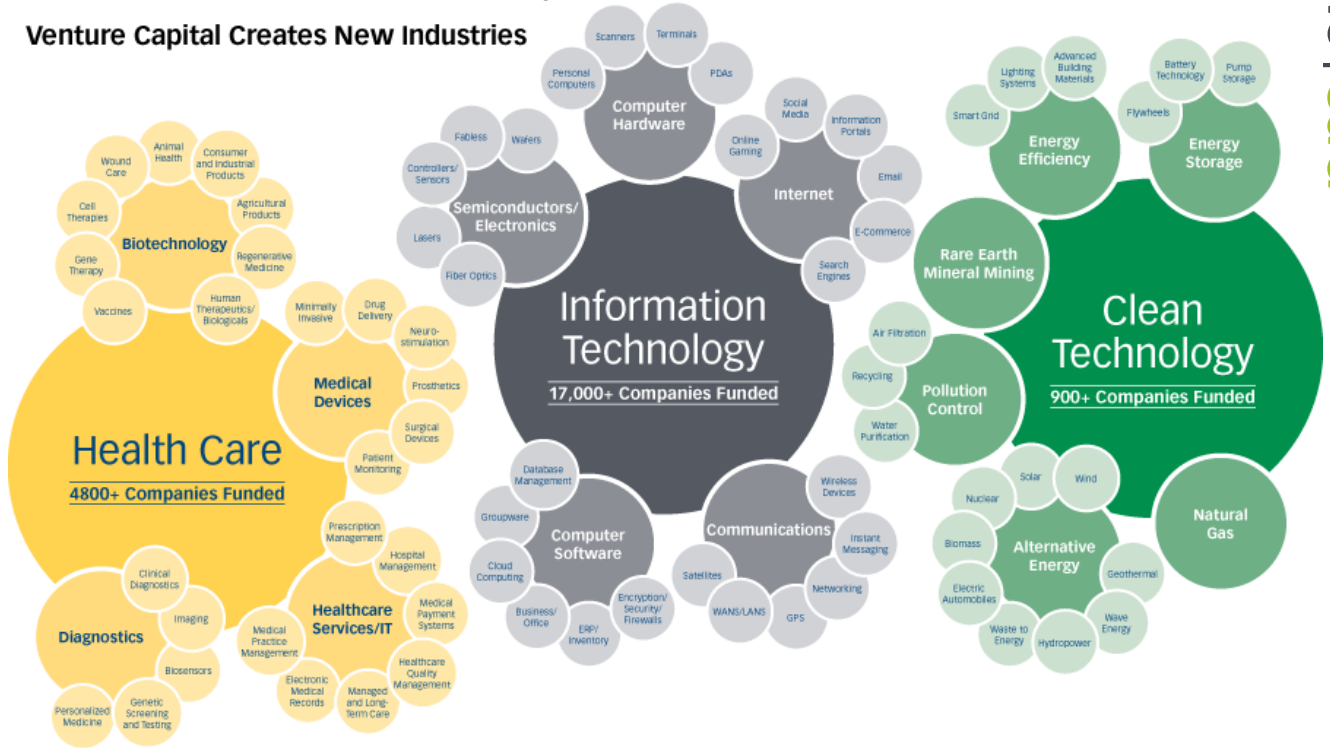 Venture Capital Creates New Industries
Health Care
4800+ Companies Funded
Biotechnology
Wound
Care
Animal
Health
Consumer
and Industrial
Products
Agricultural
Products
Regenerative
Medicine
Human
Therapeutics/
Biologicals
Vaccines
Gene
Therapy
Cell
Therapies
Medical
Devices
Minimally
Invasive
Drug
Delivery
Neuro-
stimulation
Prosthetics
Surgical
Devices
Patient
Monitoring
Healthcare
Services/IT
Prescription
Management
Hospital
Management
Medical
Payment
Systems
Healthcare
Quality
Management
Managed
and Long-
Term Care
Electronic
Medical
Records
Medical
Practice
Management
Diagnostics
Clinical
Diagnostics
Imaging
Biosensors
Genetic
Screening
and Testing
Personalized
Medicine
Information
Technology
17,000+ Companies Funded
Semiconductors/
Electronics
Fabless
Wafers
Controllers/
Sensors
Lasers
Fiber Optics
Computer
Hardware
Personal
Computers
Scanners
Terminals
PDAs
Internet
Online
Gaming
Social
Media
Information
Portals
Email
E-Commerce
Search
Engines
Computer
Software
Database
Management
Groupware
Cloud
Computing
Business/
Office
ERP/
Inventory
Encryption/
Security/
Firewalls
Communications
Wireless
Devices
Instant
Messaging
Networking
GPS
WANS/LANS
Satellites
Clean
Technology
900+ Companies Funded
Energy
Efficiency
Smart Grid
Lighting
Systems
Advanced
Building
Materials
Energy
Storage
Flywheels
Battery
Technology
Pump
Storage
Rare Earth
Mineral Mining
Pollution
Control
Air Filtration
Recycling
Water
Purification
Alternative
Energy
Solar
Wind
Nuclear
Biomass
Electric
Automobiles
Waste to
Energy
Hydropower
Wave
Energy
Geothermal
Natural
Gas